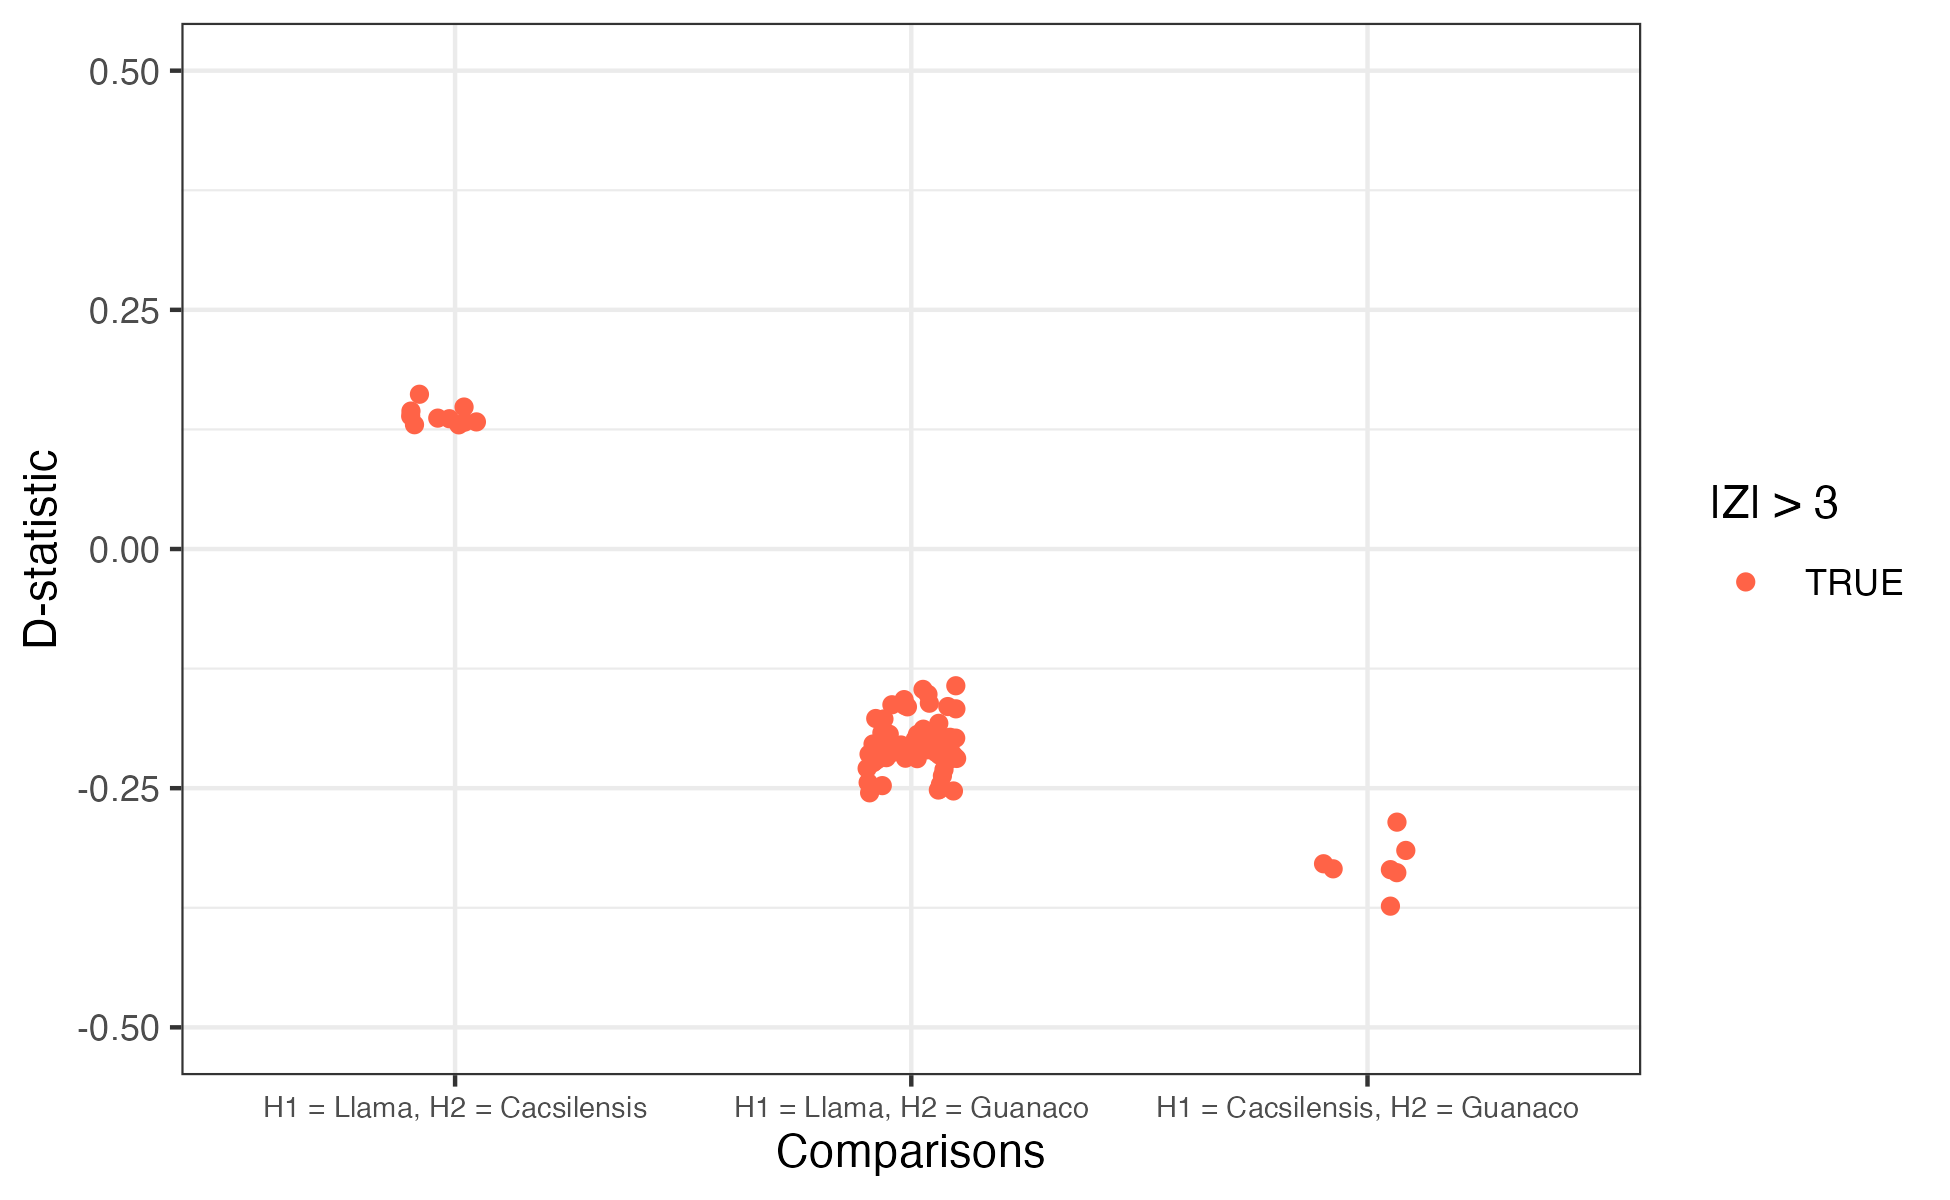 0.50
0.25
0.00
-0.25
-0.50
D-statistic
H1 = Llama, H2 = Cacsilensis
H1 = Llama, H2 = Guanaco
H1 = Cacsilensis, H2 = Guanaco
Comparisons
|Z| > 3
TRUE